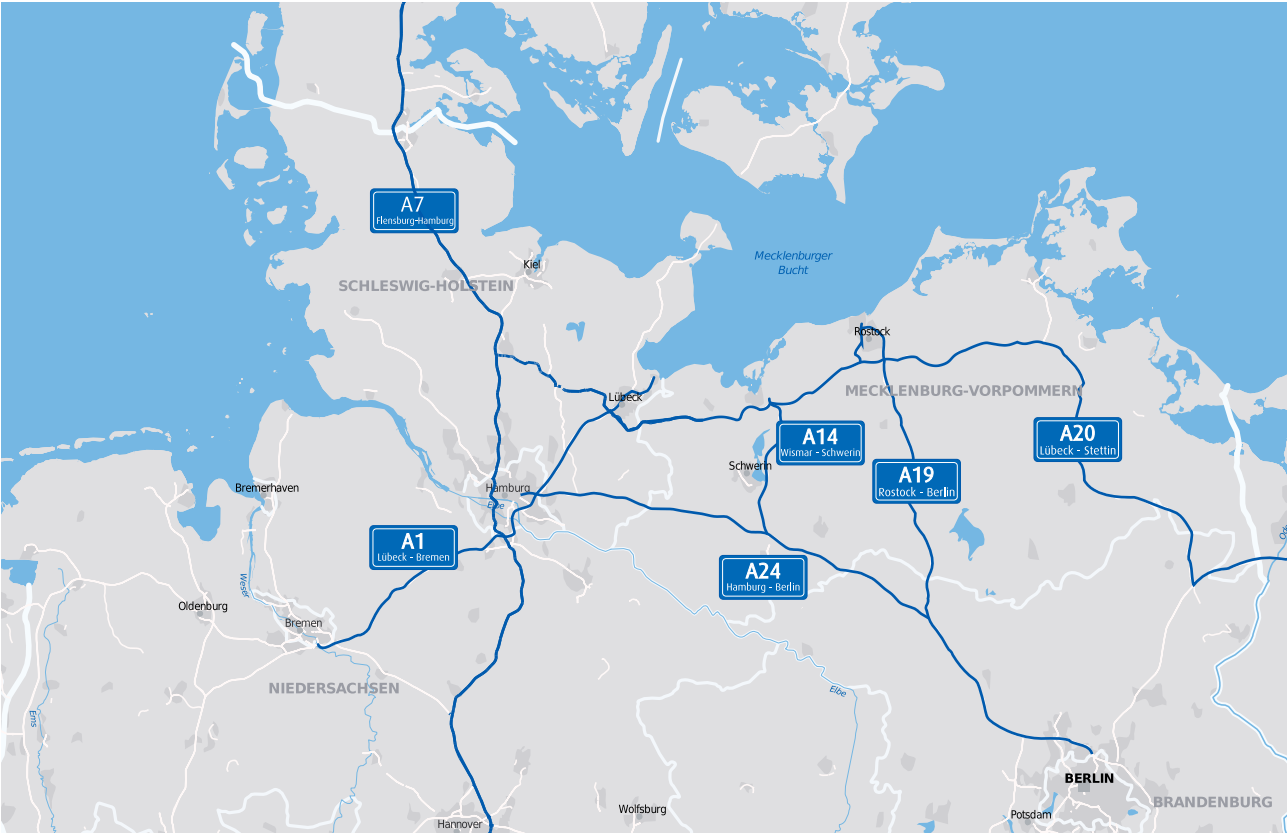 A7
Flensburg-Hamburg
Mecklenburger
Bucht
Kiel
SCHLESWIG-HOLSTEIN
Rostock
MECKLENBURG-VORPOMMERN
Lübeck
A14
Wismar - Schwerin
A20
Lübeck - Stettin
Schwerin
A19
Rostock - Berlin
Bremerhaven
Hamburg
Elbe
A1
Lübeck - Bremen
A24
Hamburg - Berlin
Weser
Oldenburg
Bremen
NIEDERSACHSEN
Elbe
Ems
BERLIN
BRANDENBURG
Wolfsburg
Potsdam
Hannover